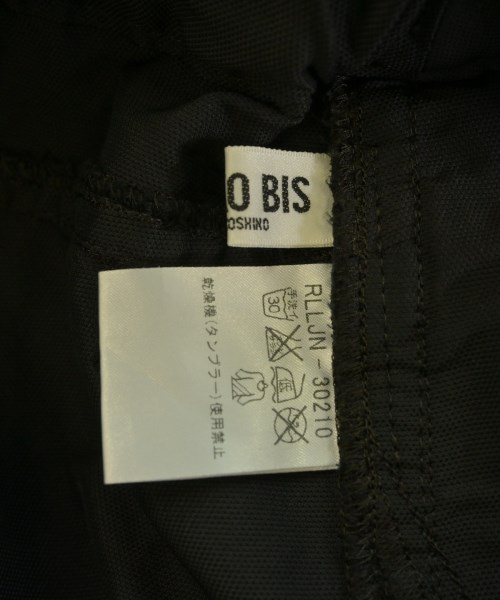 O BIS
OSHINO
RLLJN - 30210
手洗イ
30
低
乾燥機(タンブラー)使用禁止